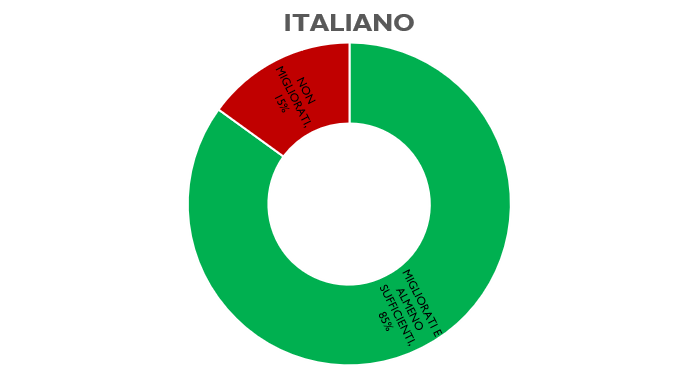 ITALIANO
NON
MIGLIORATI,
15%
MIGLIORATI E
ALMENO
SUFFICIENTI,
85%